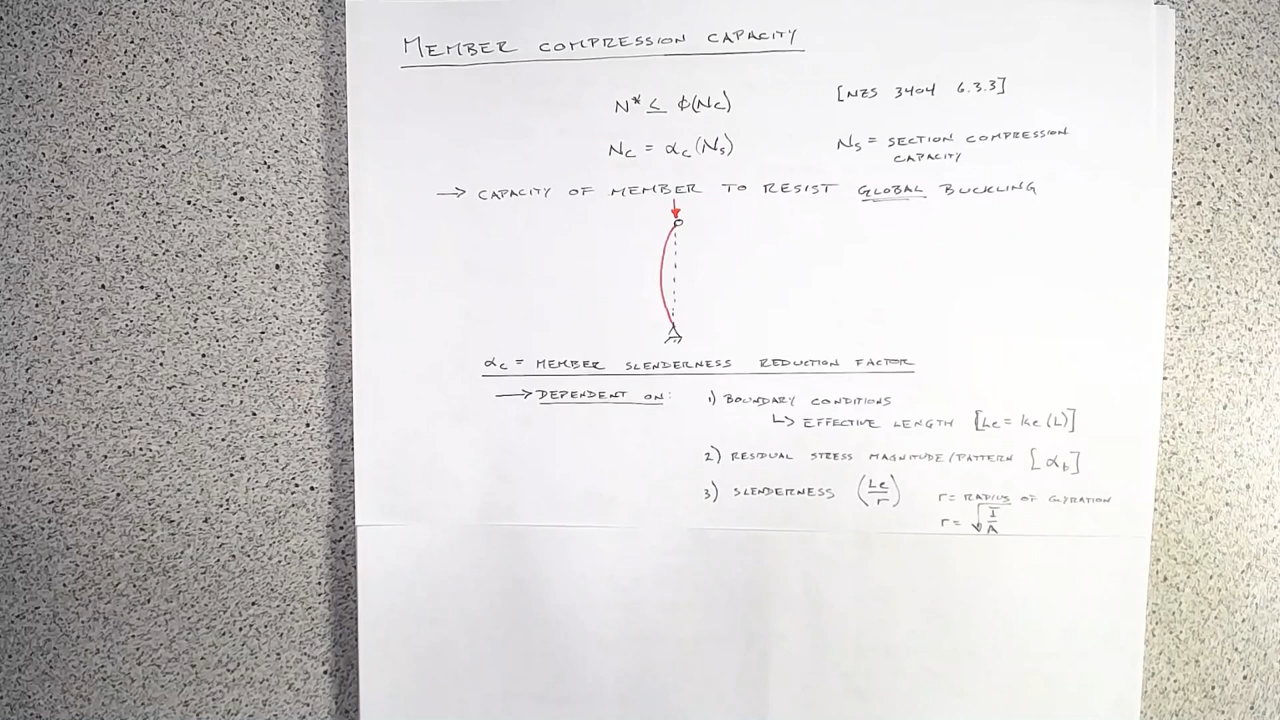 MEMBER COMPRESSION CAPACITY
N* ≤ ϕ(Nc)
[NZS 3404 6.3.3]
Nc = αc(Ns)
Ns = SECTION COMPRESSION
CAPACITY
→ CAPACITY OF MEMBER TO RESIST GLOBAL BUCKLING
αc = MEMBER SLENDERNESS REDUCTION FACTOR
→ DEPENDENT ON: 1) BOUNDARY CONDITIONS
↳ EFFECTIVE LENGTH [Le = ke(L)]
2) RESIDUAL STRESS MAGNITUDE/PATTERN [αb]
3) SLENDERNESS (Le/r)
r = RADIUS OF GYRATION
r = √(I/A)